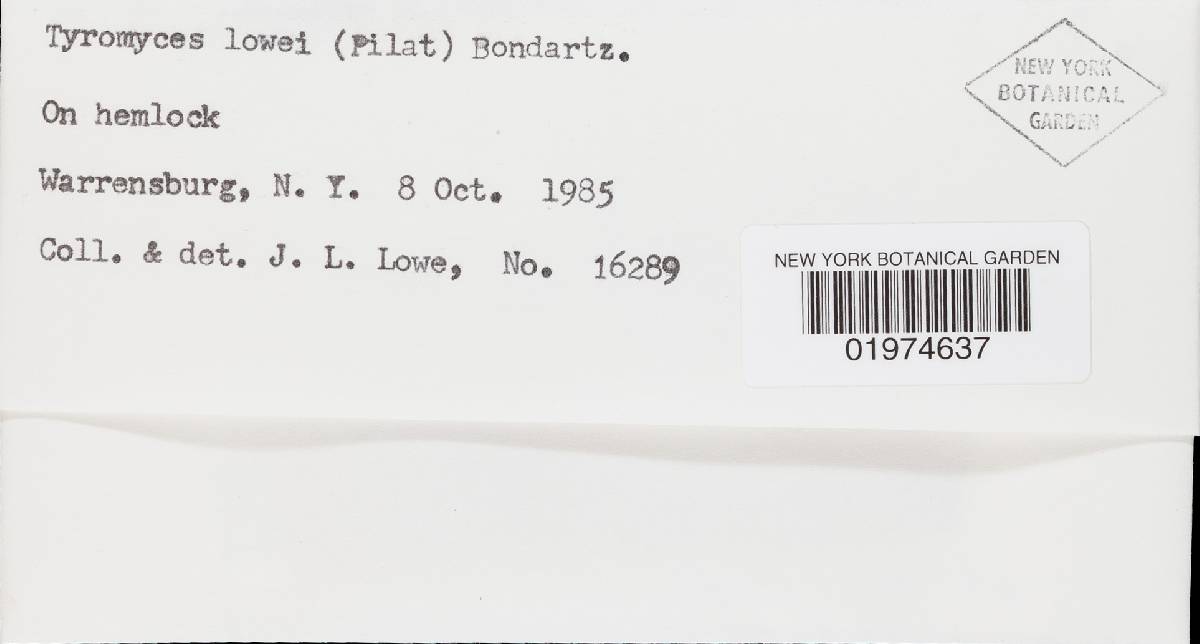 Tyromyces lowei (Pilat) Bondartz.
On hemlock
Warrensburg, N. Y. 8 Oct. 1985
Coll. & det. J. L. Lowe, No. 16289
NEW YORK
BOTANICAL
GARDEN
NEW YORK BOTANICAL GARDEN
01974637